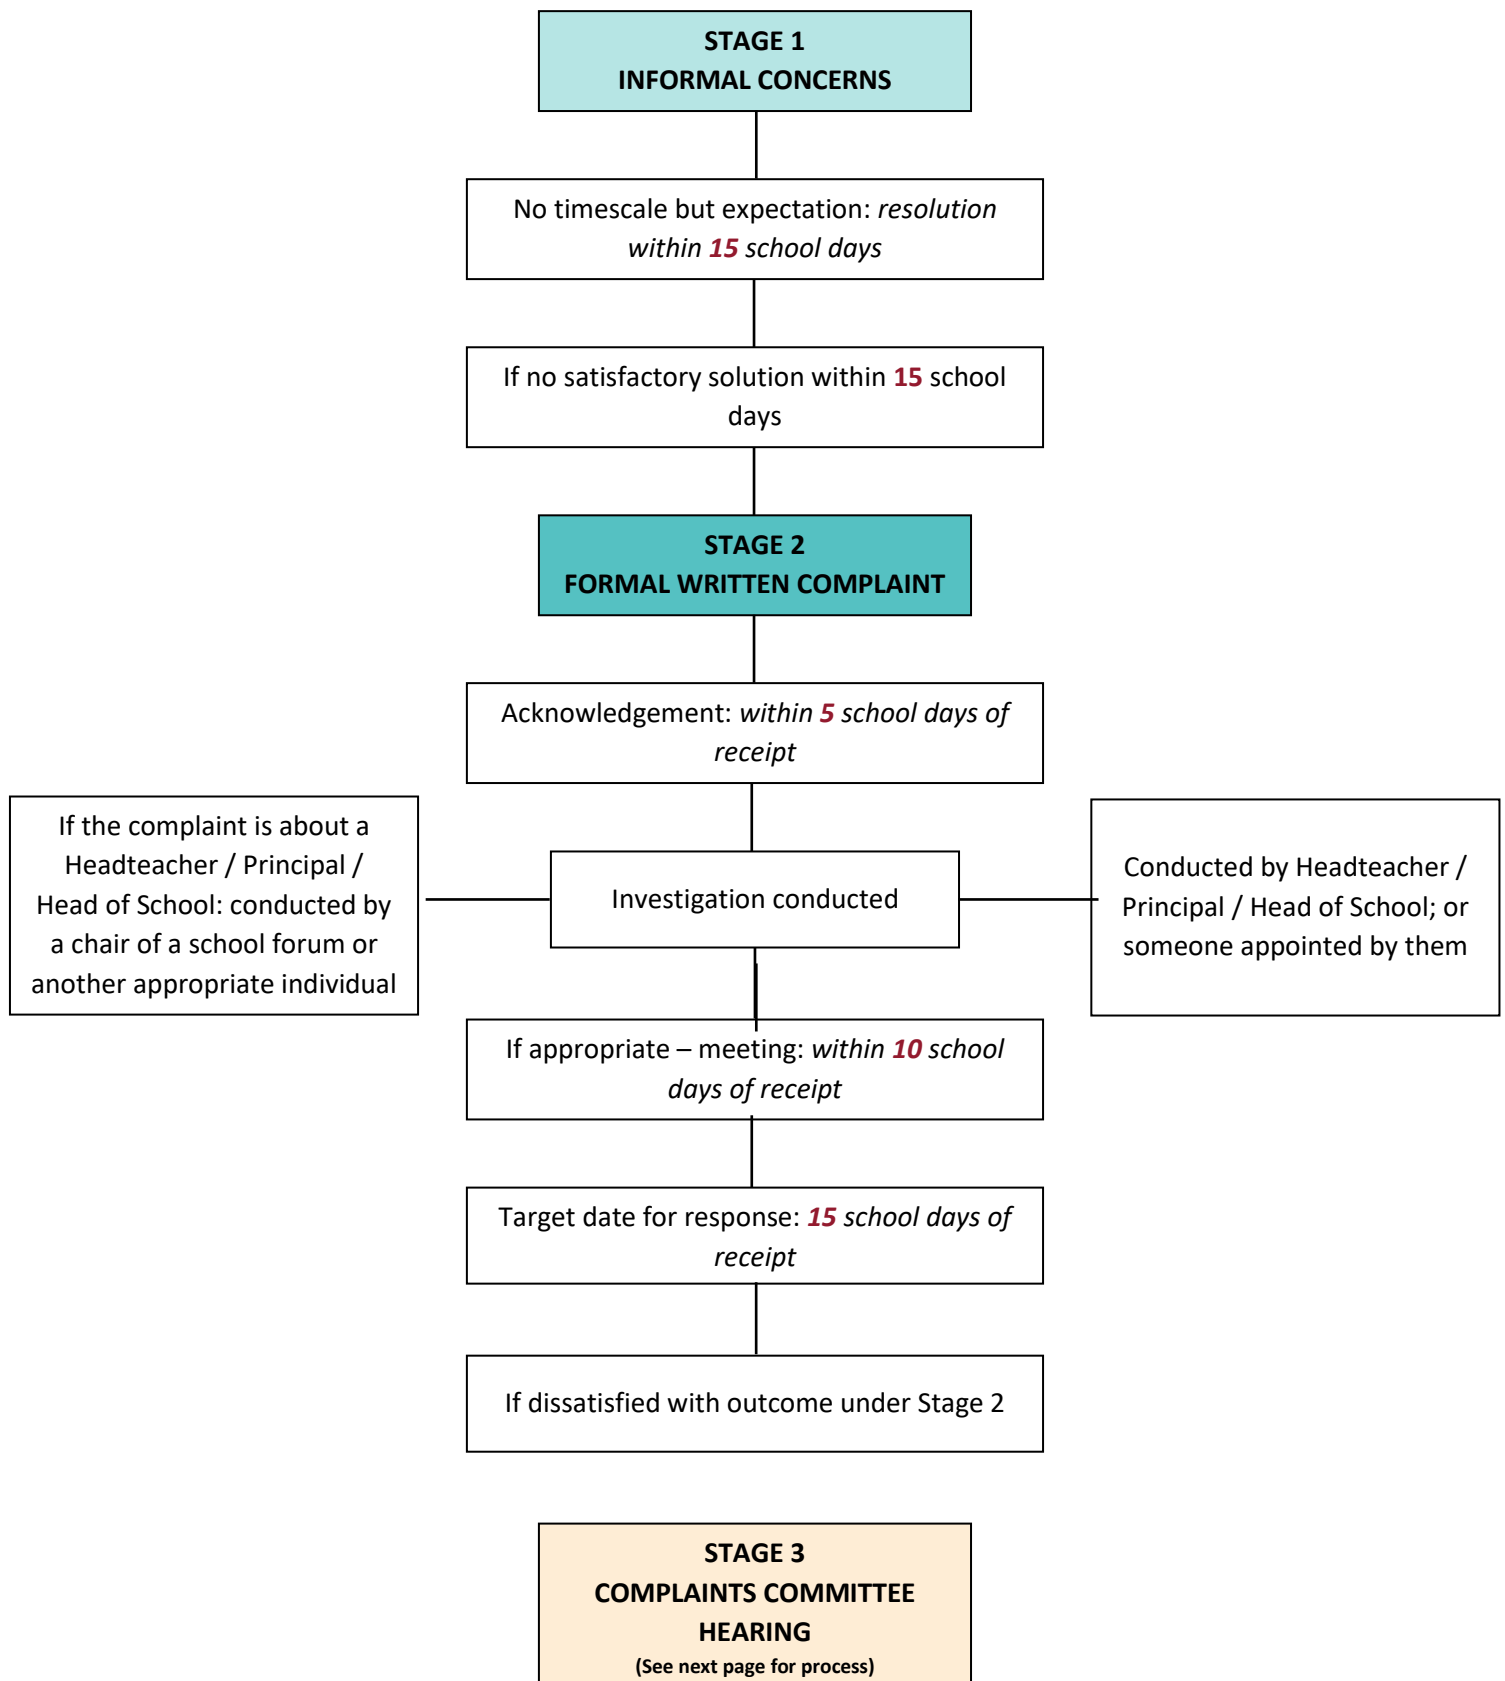 STAGE 1
INFORMAL CONCERNS
No timescale but expectation: resolution
within 15 school days
If no satisfactory solution within 15 school
days
STAGE 2
FORMAL WRITTEN COMPLAINT
Acknowledgement: within 5 school days of
receipt
If the complaint is about a
Headteacher / Principal /
Head of School: conducted by
a chair of a school forum or
another appropriate individual
Investigation conducted
Conducted by Headteacher /
Principal / Head of School; or
someone appointed by them
If appropriate – meeting: within 10 school
days of receipt
Target date for response: 15 school days of
receipt
If dissatisfied with outcome under Stage 2
STAGE 3
COMPLAINTS COMMITTEE
HEARING
(See next page for process)